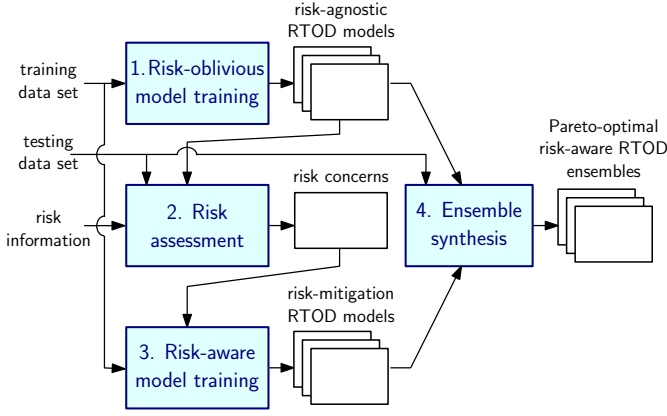 risk-agnostic
RTOD models
training
data set
1.Risk-oblivious
model training
testing
data set
risk concerns
Pareto-optimal
risk-aware RTOD
ensembles
risk
information
2. Risk
assessment
4. Ensemble
synthesis
risk-mitigation
RTOD models
3. Risk-aware
model training